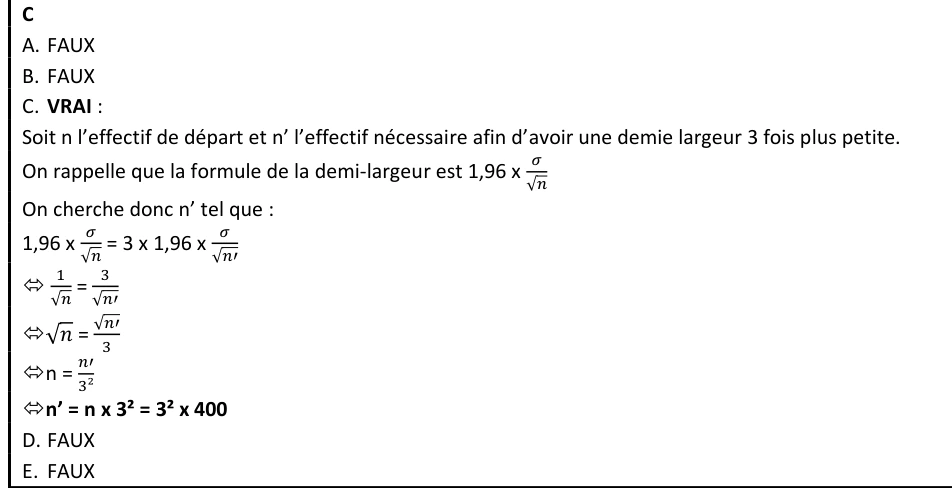 C
A. FAUX
B. FAUX
C. VRAI :
Soit n l’effectif de départ et n’ l’effectif nécessaire afin d’avoir une demie largeur 3 fois plus petite.
On rappelle que la formule de la demi-largeur est 1,96 x σ/√n
On cherche donc n’ tel que :
1,96 x σ/√n = 3 x 1,96 x σ/√n′
⇔ 1/√n = 3/√n′
⇔ √n = √n′/3
⇔ n = n′/3²
⇔ n’ = n x 3² = 3² x 400
D. FAUX
E. FAUX